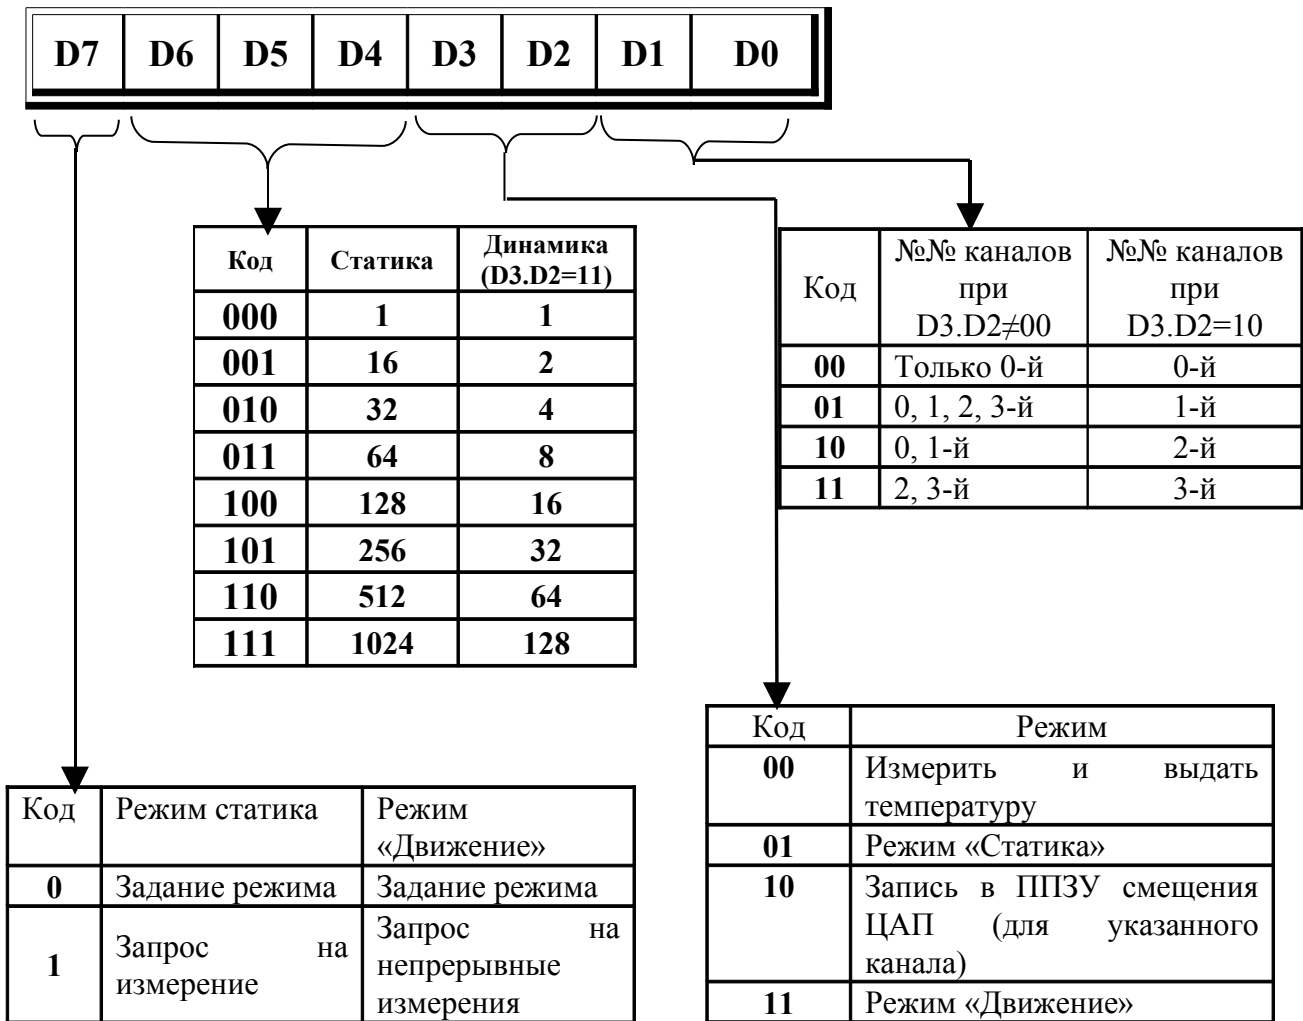 D7 D6 D5 D4 D3 D2 D1 D0
Код Статика Динамика
(D3.D2=11)
000 1 1
001 16 2
010 32 4
011 64 8
100 128 16
101 256 32
110 512 64
111 1024 128
Код №№ каналов при D3.D2≠00 №№ каналов при D3.D2=10
00 Только 0-й 0-й
01 0, 1, 2, 3-й 1-й
10 0, 1-й 2-й
11 2, 3-й 3-й
Код Режим статика Режим
«Движение»
0 Задание режима Задание режима
1 Запрос на
измерение Запрос на
непрерывные
измерения
Код Режим
00 Измерить и выдать
температуру
01 Режим «Статика»
10 Запись в ППЗУ смещения
ЦАП (для указанного
канала)
11 Режим «Движение»